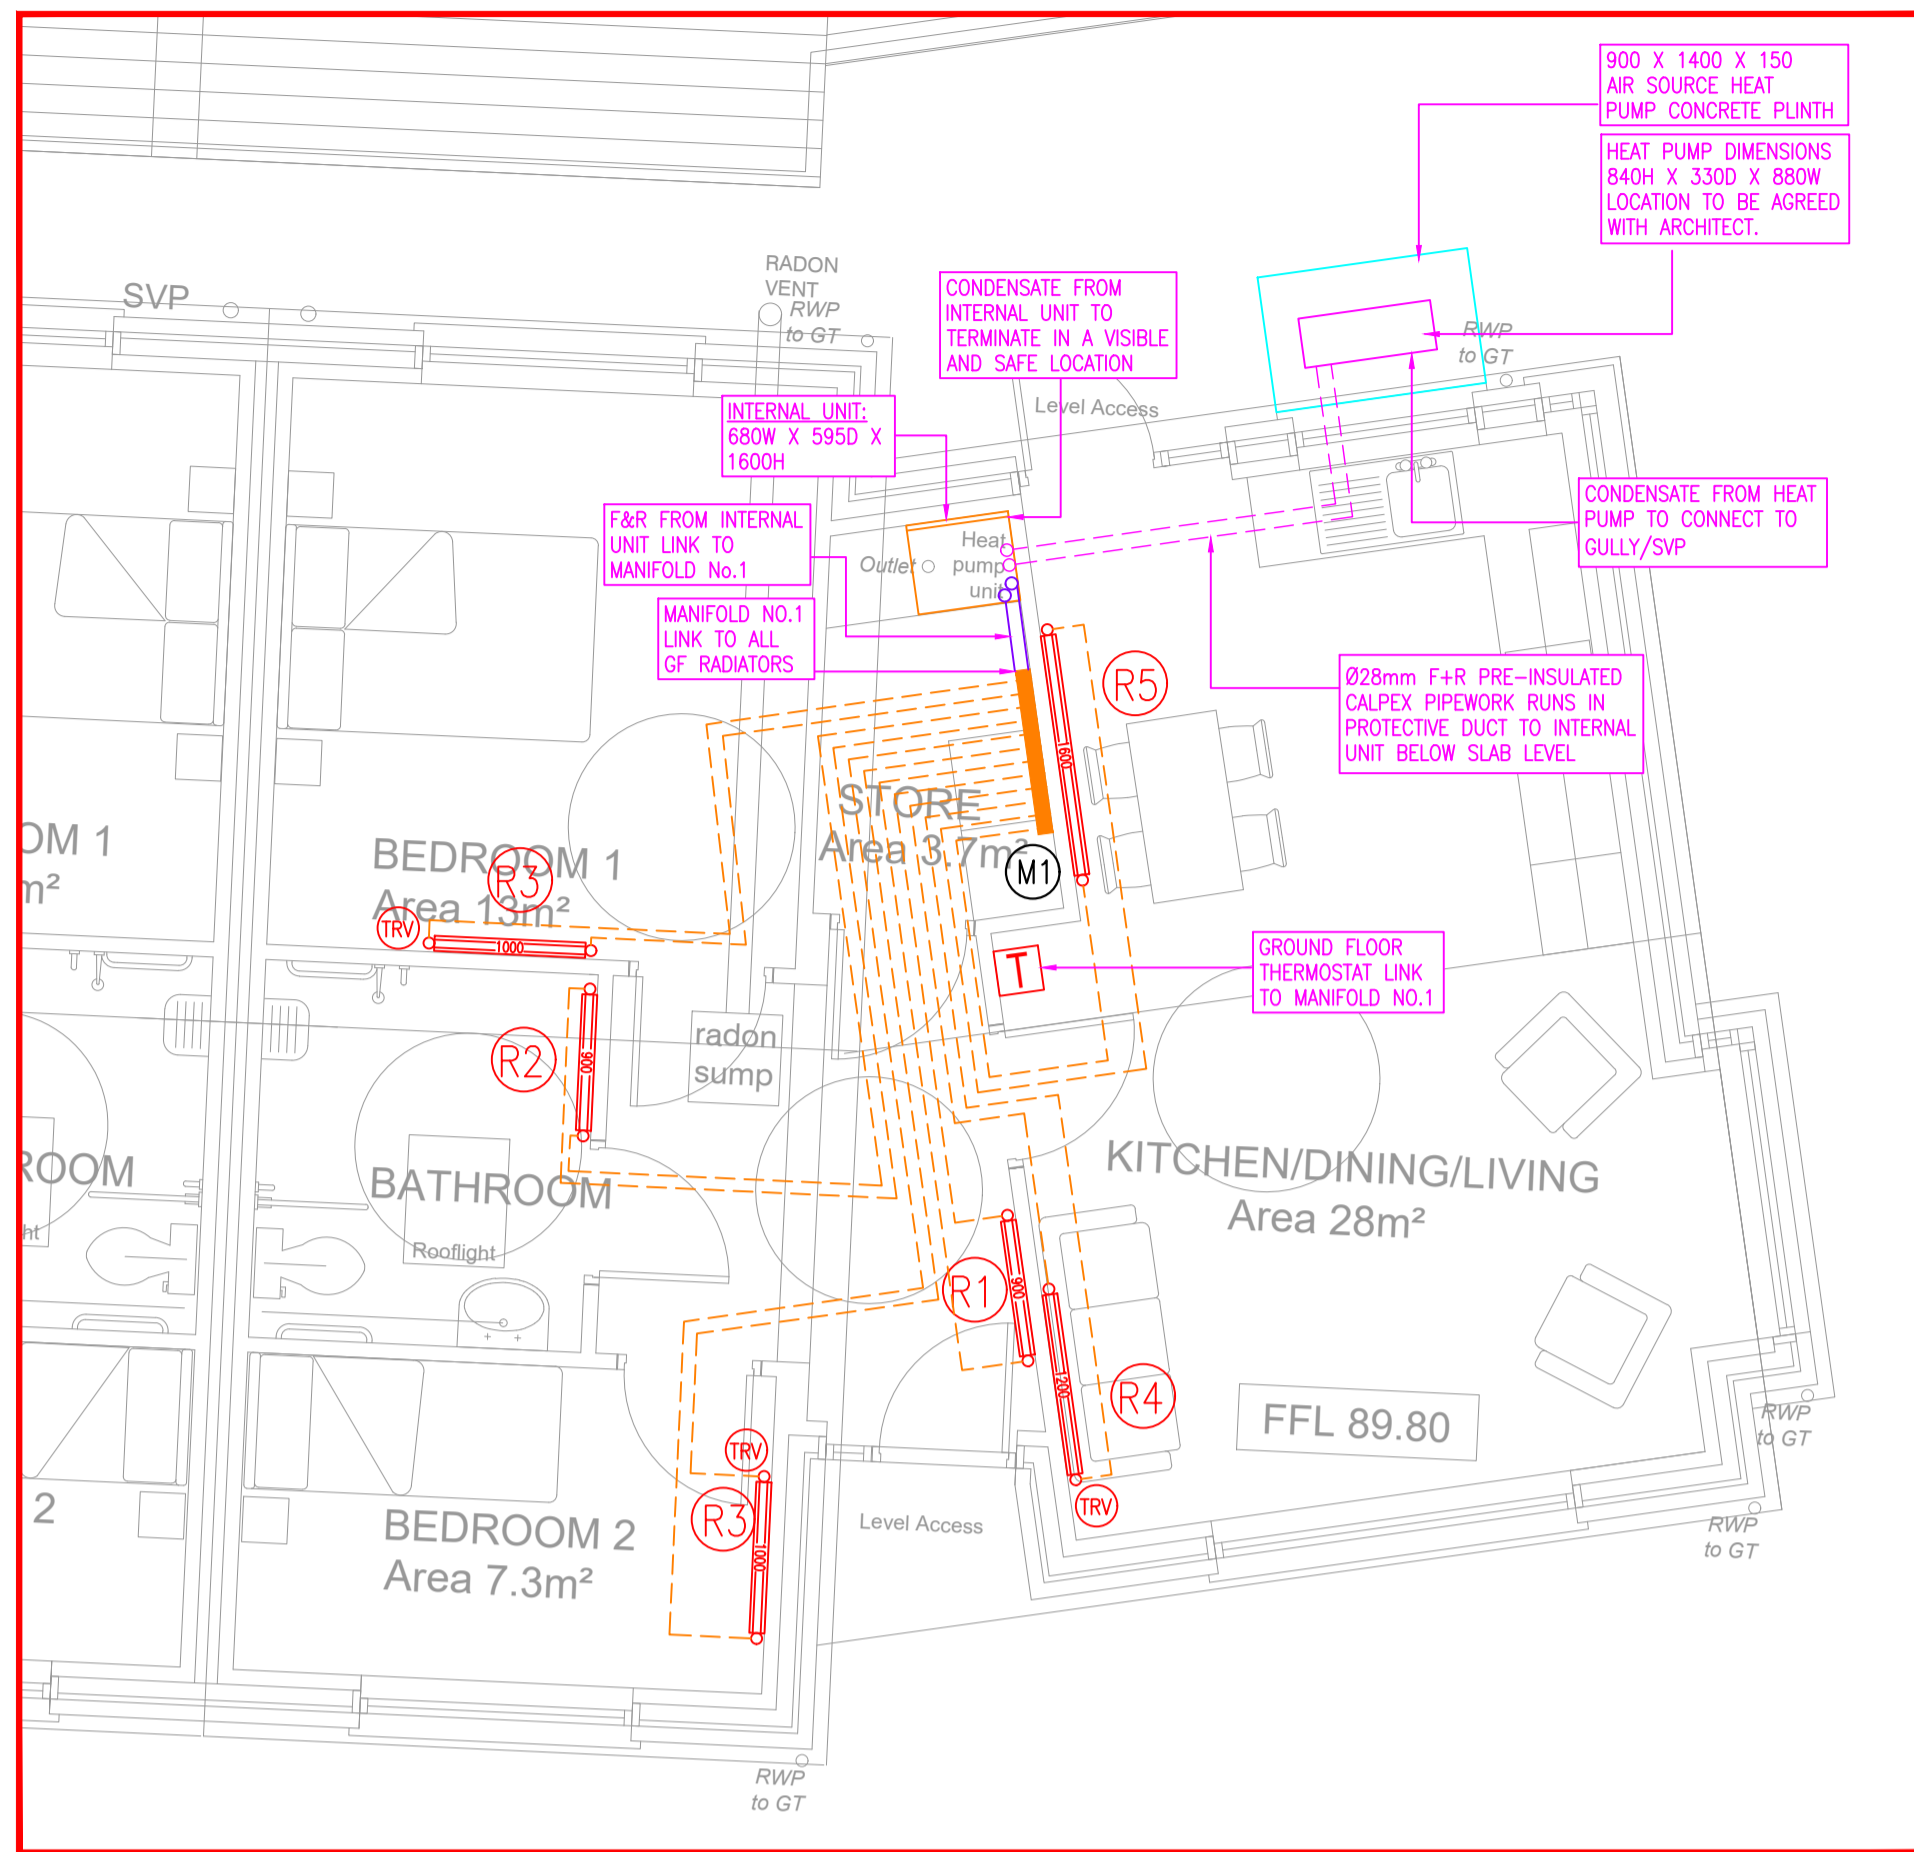 900 X 1400 X 150
AIR SOURCE HEAT
PUMP CONCRETE PLINTH
HEAT PUMP DIMENSIONS
840H X 330D X 880W
LOCATION TO BE AGREED
WITH ARCHITECT.
SVP
RADON
VENT
RWP
to GT
CONDENSATE FROM
INTERNAL UNIT TO
TERMINATE IN A VISIBLE
AND SAFE LOCATION
RWP
to GT
Level Access
INTERNAL UNIT:
680W X 595D X
1600H
F&R FROM INTERNAL
UNIT LINK TO
MANIFOLD No.1
Outlet
Heat
pump
unit
CONDENSATE FROM HEAT
PUMP TO CONNECT TO
GULLY/SVP
MANIFOLD NO.1
LINK TO ALL
GF RADIATORS
R5
1600
Ø28mm F+R PRE-INSULATED
CALPEX PIPEWORK RUNS IN
PROTECTIVE DUCT TO INTERNAL
UNIT BELOW SLAB LEVEL
STORE
Area 3.7m²
M1
OM 1
m²
BEDROOM 1
Area 13m²
R3
TRV
1000
T
GROUND FLOOR
THERMOSTAT LINK
TO MANIFOLD NO.1
R2
900
radon
sump
ROOM
BATHROOM
KITCHEN/DINING/LIVING
Area 28m²
ht
Rooflight
R1
900
R4
1200
TRV
FFL 89.80
RWP
to GT
TRV
R3
1000
2
BEDROOM 2
Area 7.3m²
Level Access
RWP
to GT
RWP
to GT